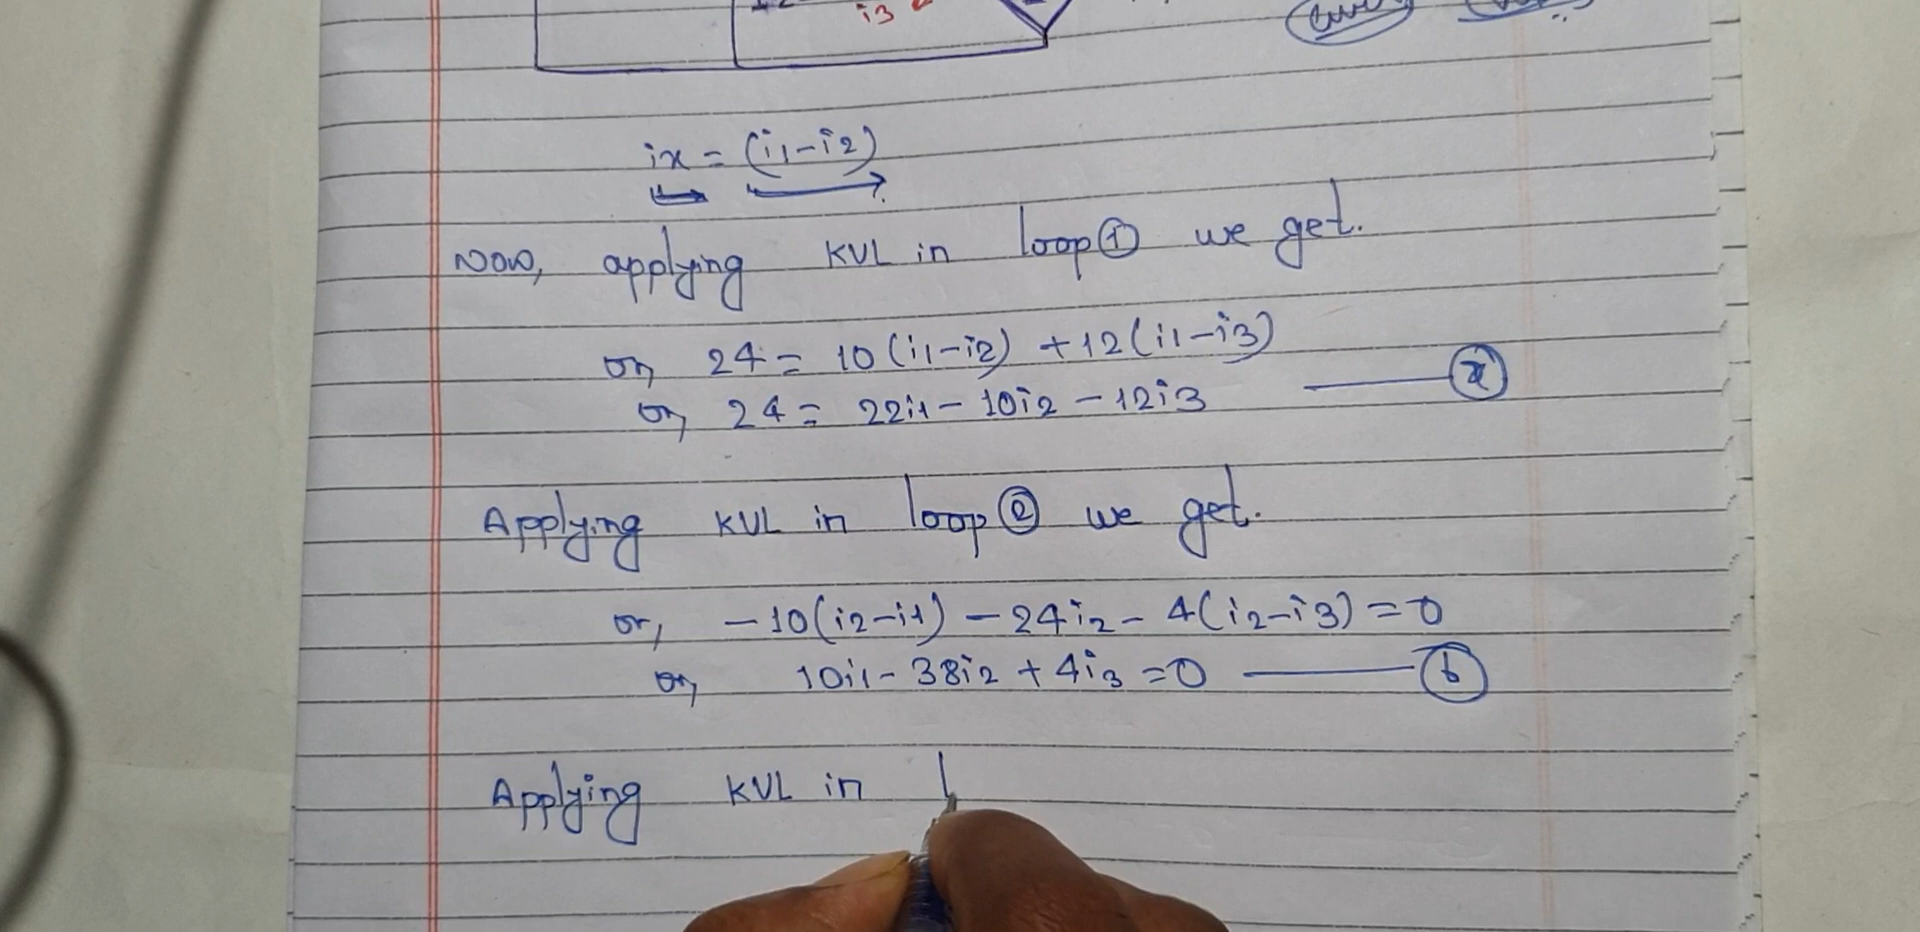 i3
ix = (i1-i2)
Now, applying KVL in loop ① we get.
or, 24 = 10(i1-i2) + 12(i1-i3)
or, 24 = 22i1 - 10i2 - 12i3
Applying KVL in loop ② we get.
or, -10(i2-i1) - 24i2 - 4(i2-i3) = 0
or, 10i1 - 38i2 + 4i3 = 0 ⓑ
Applying KVL in l